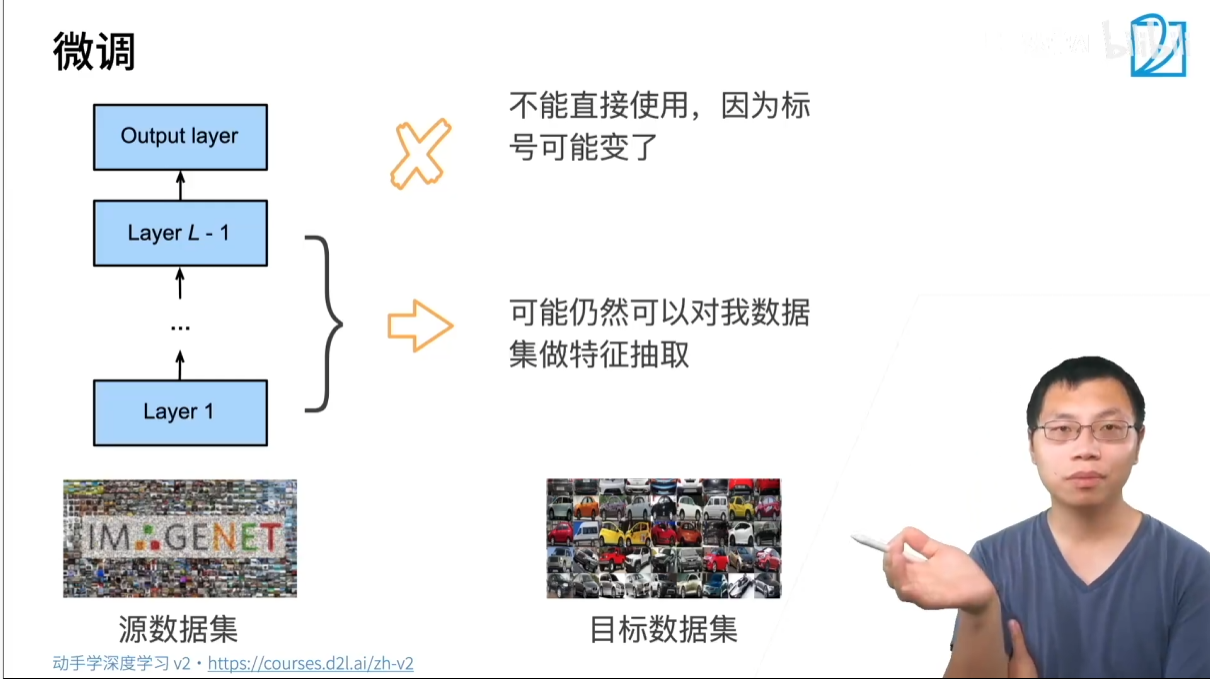 微调
Output layer
不能直接使用，因为标
号可能变了
Layer L - 1
...
可能仍然可以对我数据
集做特征抽取
Layer 1
IMAGENET
源数据集
目标数据集
动手学深度学习 v2 • https://courses.d2l.ai/zh-v2